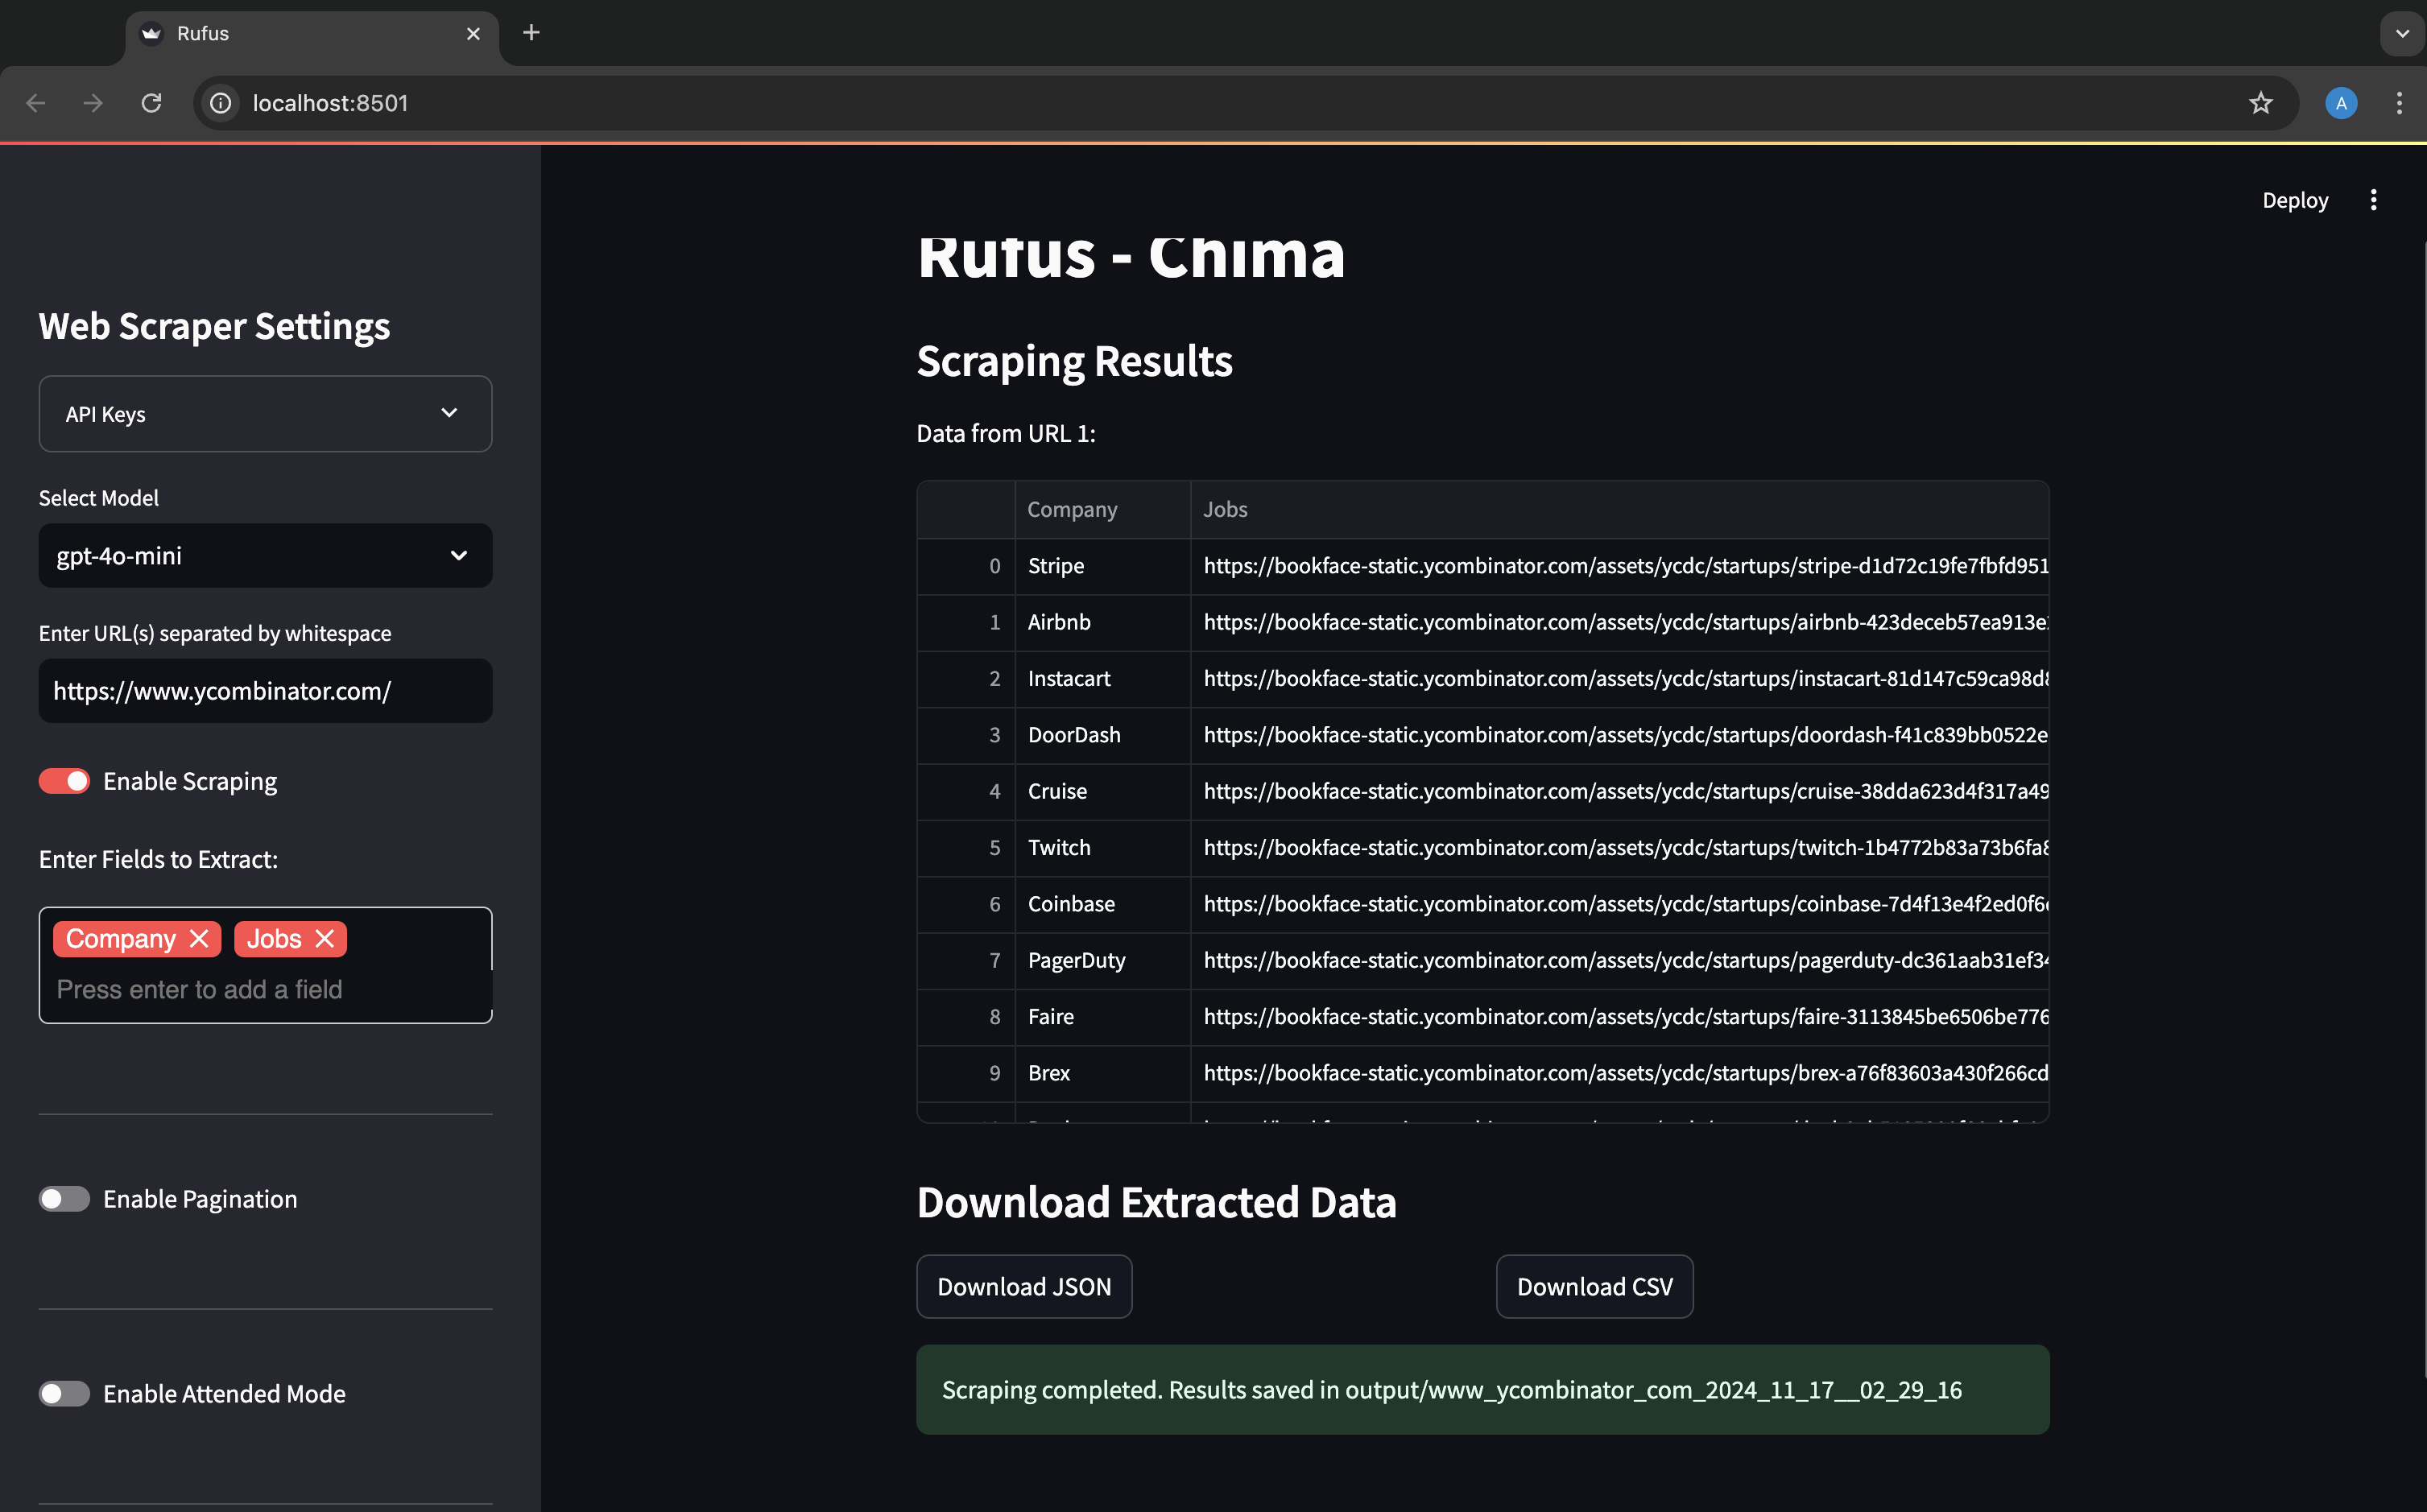 Rufus
localhost:8501
A
Deploy
Web Scraper Settings
API Keys
Select Model
gpt-4o-mini
Enter URL(s) separated by whitespace
https://www.ycombinator.com/
Enable Scraping
Enter Fields to Extract:
Company Jobs
Press enter to add a field
Enable Pagination
Enable Attended Mode
Rufus - Chima
Scraping Results
Data from URL 1:
Company Jobs
0 Stripe https://bookface-static.ycombinator.com/assets/ycdc/startups/stripe-d1d72c19fe7fbfd951
1 Airbnb https://bookface-static.ycombinator.com/assets/ycdc/startups/airbnb-423deceb57ea913e
2 Instacart https://bookface-static.ycombinator.com/assets/ycdc/startups/instacart-81d147c59ca98d
3 DoorDash https://bookface-static.ycombinator.com/assets/ycdc/startups/doordash-f41c839bb0522e
4 Cruise https://bookface-static.ycombinator.com/assets/ycdc/startups/cruise-38dda623d4f317a49
5 Twitch https://bookface-static.ycombinator.com/assets/ycdc/startups/twitch-1b4772b83a73b6fa
6 Coinbase https://bookface-static.ycombinator.com/assets/ycdc/startups/coinbase-7d4f13e4f2ed0f6
7 PagerDuty https://bookface-static.ycombinator.com/assets/ycdc/startups/pagerduty-dc361aab31ef3
8 Faire https://bookface-static.ycombinator.com/assets/ycdc/startups/faire-3113845be6506be776
9 Brex https://bookface-static.ycombinator.com/assets/ycdc/startups/brex-a76f83603a430f266cd
Download Extracted Data
Download JSON Download CSV
Scraping completed. Results saved in output/www_ycombinator_com_2024_11_17__02_29_16